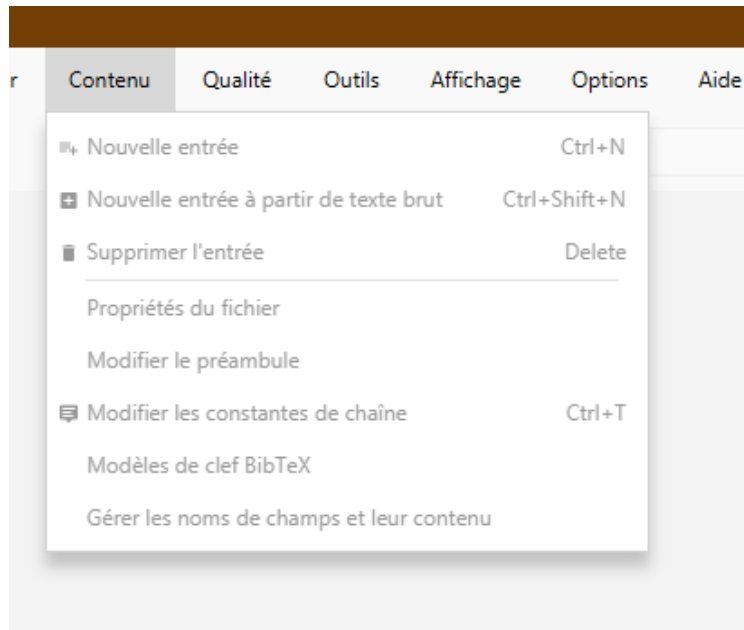 r Contenu Qualité Outils Affichage Options Aide
Nouvelle entrée Ctrl+N
Nouvelle entrée à partir de texte brut Ctrl+Shift+N
Supprimer l'entrée Delete
Propriétés du fichier
Modifier le préambule
Modifier les constantes de chaîne Ctrl+T
Modèles de clef BibTeX
Gérer les noms de champs et leur contenu